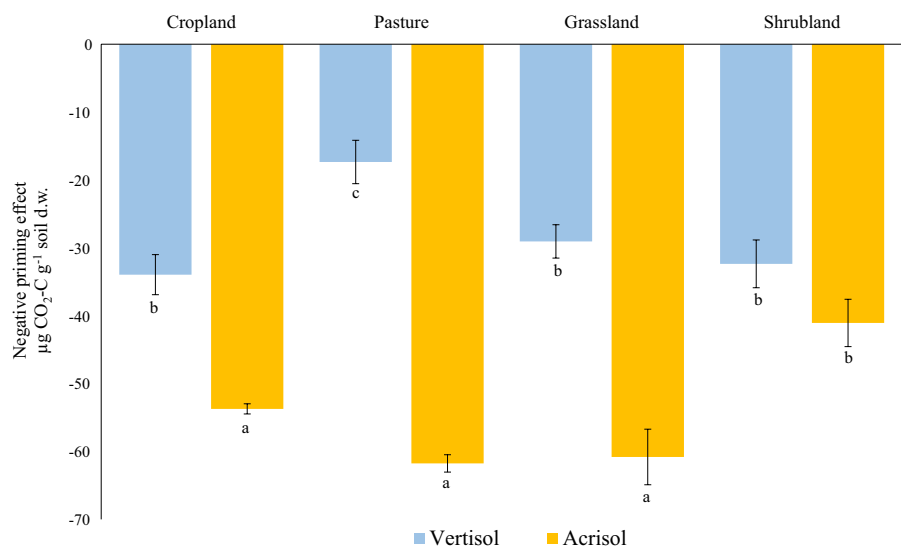 Cropland Pasture Grassland Shrubland
0
-10
-20
-30
-40
-50
-60
-70
Negative priming effect
µg CO₂-C g⁻¹ soil d.w.
b a c a b a b b
Vertisol Acrisol